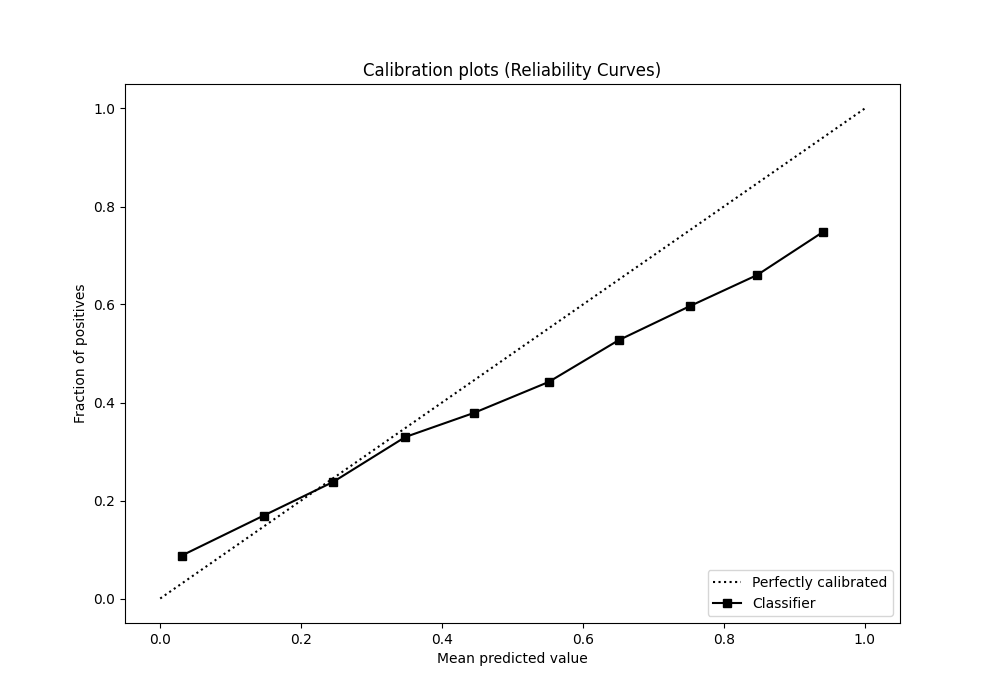 Calibration plots (Reliability Curves)
1.0
0.8
0.6
0.4
0.2
0.0
Fraction of positives
Perfectly calibrated
Classifier
0.0 0.2 0.4 0.6 0.8 1.0
Mean predicted value